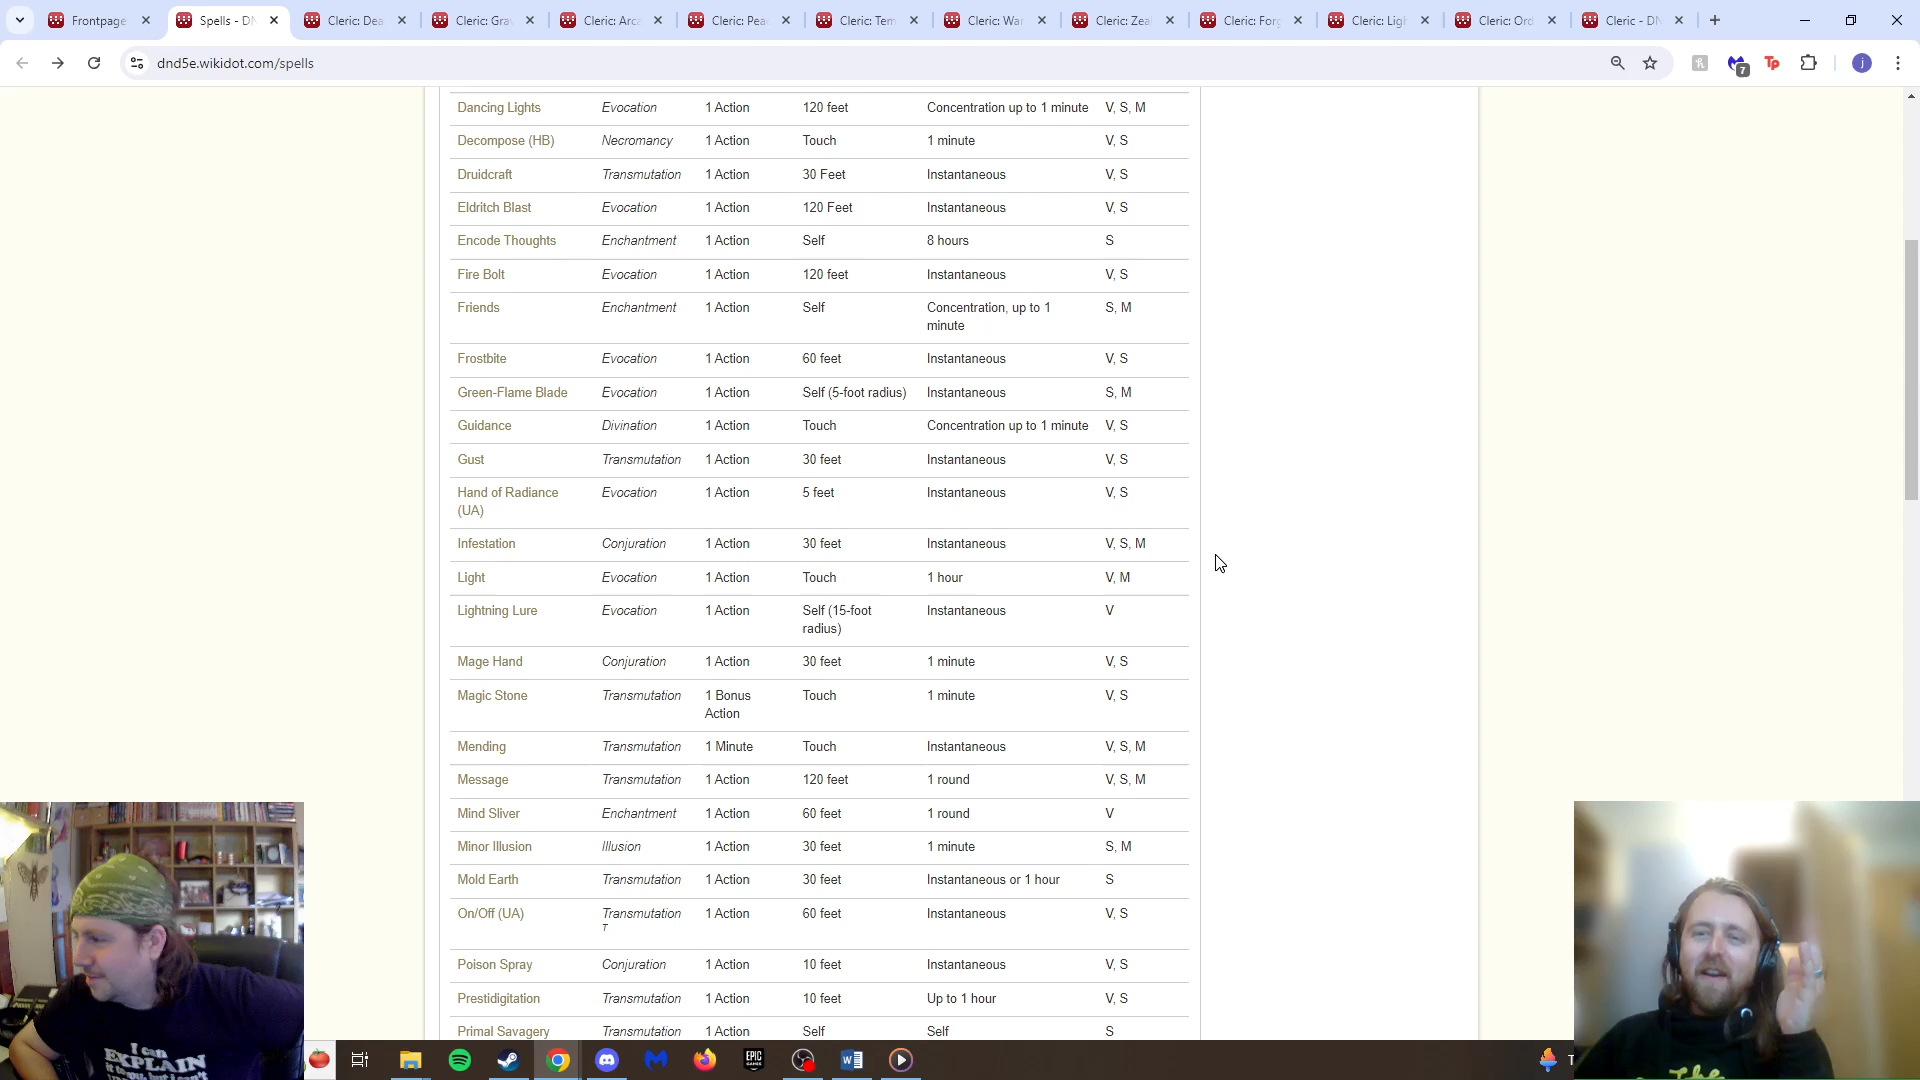 Frontpage
Spells - DN
Cleric: Dea
Cleric: Grav
Cleric: Arca
Cleric: Peac
Cleric: Tem
Cleric: War
Cleric: Zeal
Cleric: Forg
Cleric: Ligh
Cleric: Ord
Cleric - DN
dnd5e.wikidot.com/spells
7
Tp
j
Dancing Lights Evocation 1 Action 120 feet Concentration up to 1 minute V, S, M
Decompose (HB) Necromancy 1 Action Touch 1 minute V, S
Druidcraft Transmutation 1 Action 30 Feet Instantaneous V, S
Eldritch Blast Evocation 1 Action 120 Feet Instantaneous V, S
Encode Thoughts Enchantment 1 Action Self 8 hours S
Fire Bolt Evocation 1 Action 120 feet Instantaneous V, S
Friends Enchantment 1 Action Self Concentration, up to 1 S, M
minute
Frostbite Evocation 1 Action 60 feet Instantaneous V, S
Green-Flame Blade Evocation 1 Action Self (5-foot radius) Instantaneous S, M
Guidance Divination 1 Action Touch Concentration up to 1 minute V, S
Gust Transmutation 1 Action 30 feet Instantaneous V, S
Hand of Radiance Evocation 1 Action 5 feet Instantaneous V, S
(UA)
Infestation Conjuration 1 Action 30 feet Instantaneous V, S, M
Light Evocation 1 Action Touch 1 hour V, M
Lightning Lure Evocation 1 Action Self (15-foot Instantaneous V
radius)
Mage Hand Conjuration 1 Action 30 feet 1 minute V, S
Magic Stone Transmutation 1 Bonus Touch 1 minute V, S
Action
Mending Transmutation 1 Minute Touch Instantaneous V, S, M
Message Transmutation 1 Action 120 feet 1 round V, S, M
Mind Sliver Enchantment 1 Action 60 feet 1 round V
Minor Illusion Illusion 1 Action 30 feet 1 minute S, M
Mold Earth Transmutation 1 Action 30 feet Instantaneous or 1 hour S
On/Off (UA) Transmutation 1 Action 60 feet Instantaneous V, S
T
Poison Spray Conjuration 1 Action 10 feet Instantaneous V, S
Prestidigitation Transmutation 1 Action 10 feet Up to 1 hour V, S
Primal Savagery Transmutation 1 Action Self Self S
I can
EXPLAIN
EPIC
GAMES
T
The